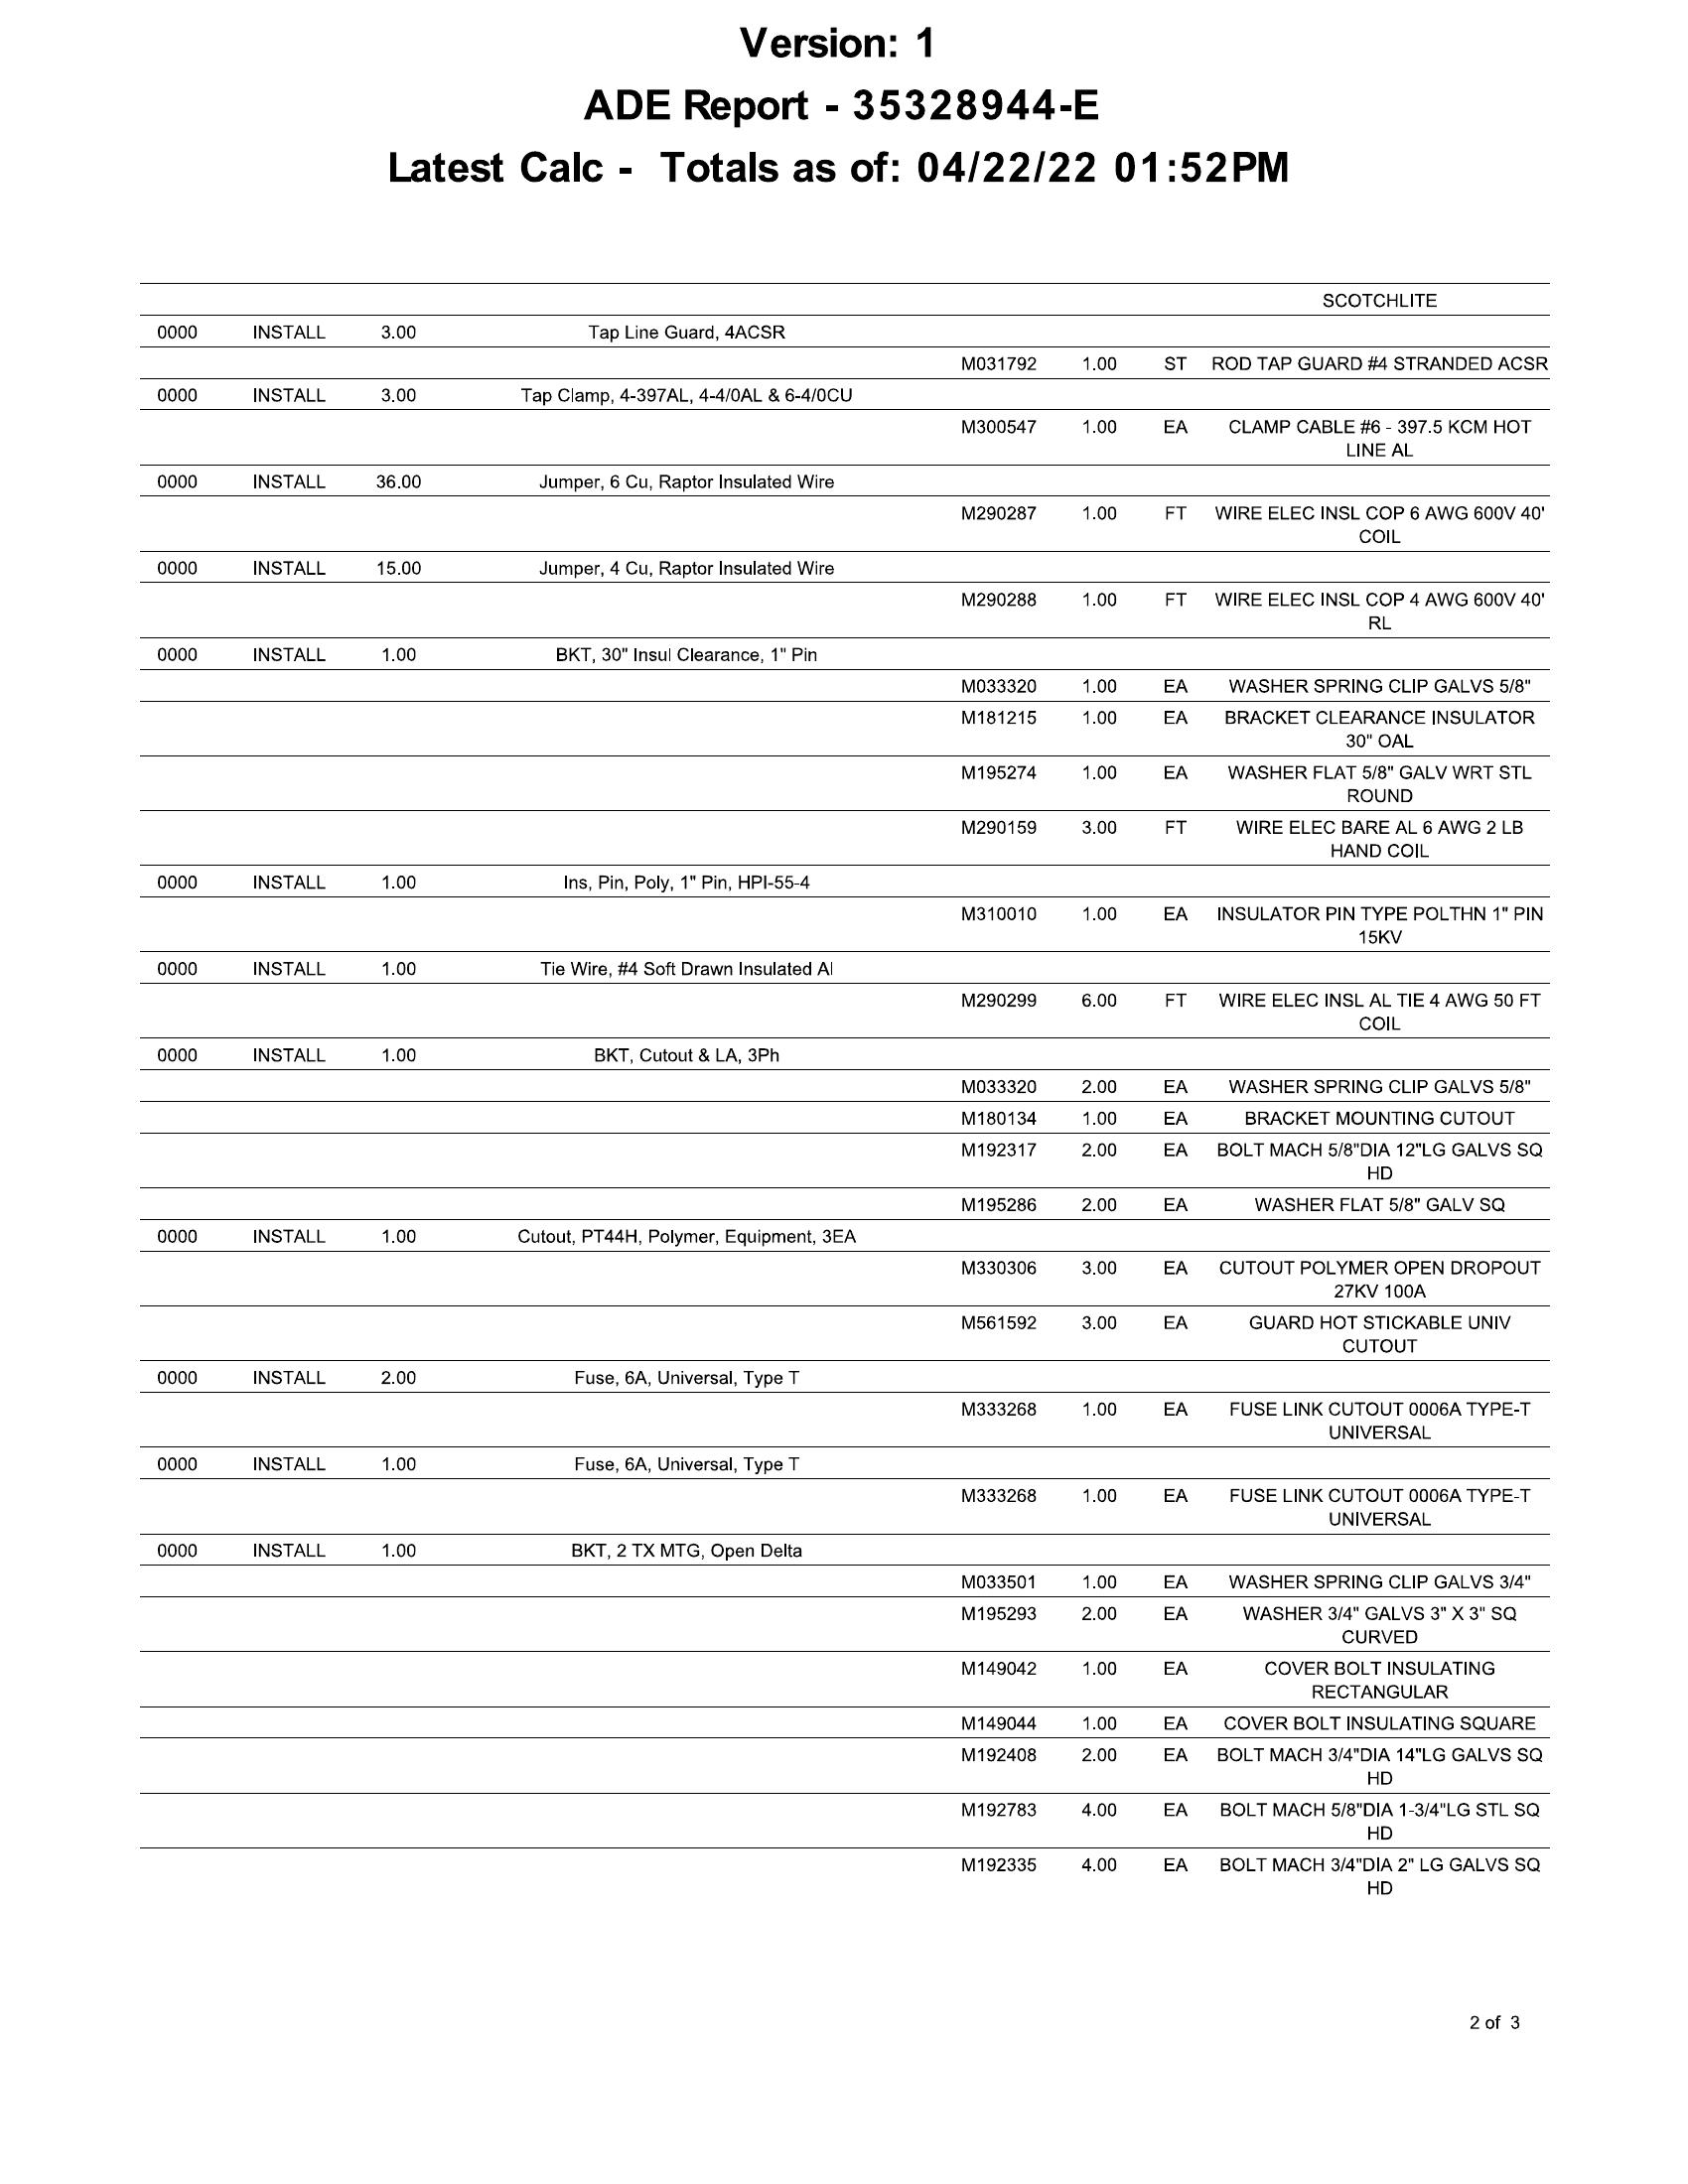 Version: 1
ADE Report - 35328944-E
Latest Calc - Totals as of: 04/22/22 01:52PM
SCOTCHLITE
0000 INSTALL 3.00 Tap Line Guard, 4ACSR
M031792 1.00 ST ROD TAP GUARD #4 STRANDED ACSR
0000 INSTALL 3.00 Tap Clamp, 4-397AL, 4-4/0AL & 6-4/0CU
M300547 1.00 EA CLAMP CABLE #6 - 397.5 KCM HOT
LINE AL
0000 INSTALL 36.00 Jumper, 6 Cu, Raptor Insulated Wire
M290287 1.00 FT WIRE ELEC INSL COP 6 AWG 600V 40'
COIL
0000 INSTALL 15.00 Jumper, 4 Cu, Raptor Insulated Wire
M290288 1.00 FT WIRE ELEC INSL COP 4 AWG 600V 40'
RL
0000 INSTALL 1.00 BKT, 30" Insul Clearance, 1" Pin
M033320 1.00 EA WASHER SPRING CLIP GALVS 5/8"
M181215 1.00 EA BRACKET CLEARANCE INSULATOR
30" OAL
M195274 1.00 EA WASHER FLAT 5/8" GALV WRT STL
ROUND
M290159 3.00 FT WIRE ELEC BARE AL 6 AWG 2 LB
HAND COIL
0000 INSTALL 1.00 Ins, Pin, Poly, 1" Pin, HPI-55-4
M310010 1.00 EA INSULATOR PIN TYPE POLTHN 1" PIN
15KV
0000 INSTALL 1.00 Tie Wire, #4 Soft Drawn Insulated Al
M290299 6.00 FT WIRE ELEC INSL AL TIE 4 AWG 50 FT
COIL
0000 INSTALL 1.00 BKT, Cutout & LA, 3Ph
M033320 2.00 EA WASHER SPRING CLIP GALVS 5/8"
M180134 1.00 EA BRACKET MOUNTING CUTOUT
M192317 2.00 EA BOLT MACH 5/8"DIA 12"LG GALVS SQ
HD
M195286 2.00 EA WASHER FLAT 5/8" GALV SQ
0000 INSTALL 1.00 Cutout, PT44H, Polymer, Equipment, 3EA
M330306 3.00 EA CUTOUT POLYMER OPEN DROPOUT
27KV 100A
M561592 3.00 EA GUARD HOT STICKABLE UNIV
CUTOUT
0000 INSTALL 2.00 Fuse, 6A, Universal, Type T
M333268 1.00 EA FUSE LINK CUTOUT 0006A TYPE-T
UNIVERSAL
0000 INSTALL 1.00 Fuse, 6A, Universal, Type T
M333268 1.00 EA FUSE LINK CUTOUT 0006A TYPE-T
UNIVERSAL
0000 INSTALL 1.00 BKT, 2 TX MTG, Open Delta
M033501 1.00 EA WASHER SPRING CLIP GALVS 3/4"
M195293 2.00 EA WASHER 3/4" GALVS 3" X 3" SQ
CURVED
M149042 1.00 EA COVER BOLT INSULATING
RECTANGULAR
M149044 1.00 EA COVER BOLT INSULATING SQUARE
M192408 2.00 EA BOLT MACH 3/4"DIA 14"LG GALVS SQ
HD
M192783 4.00 EA BOLT MACH 5/8"DIA 1-3/4"LG STL SQ
HD
M192335 4.00 EA BOLT MACH 3/4"DIA 2" LG GALVS SQ
HD
2 of 3